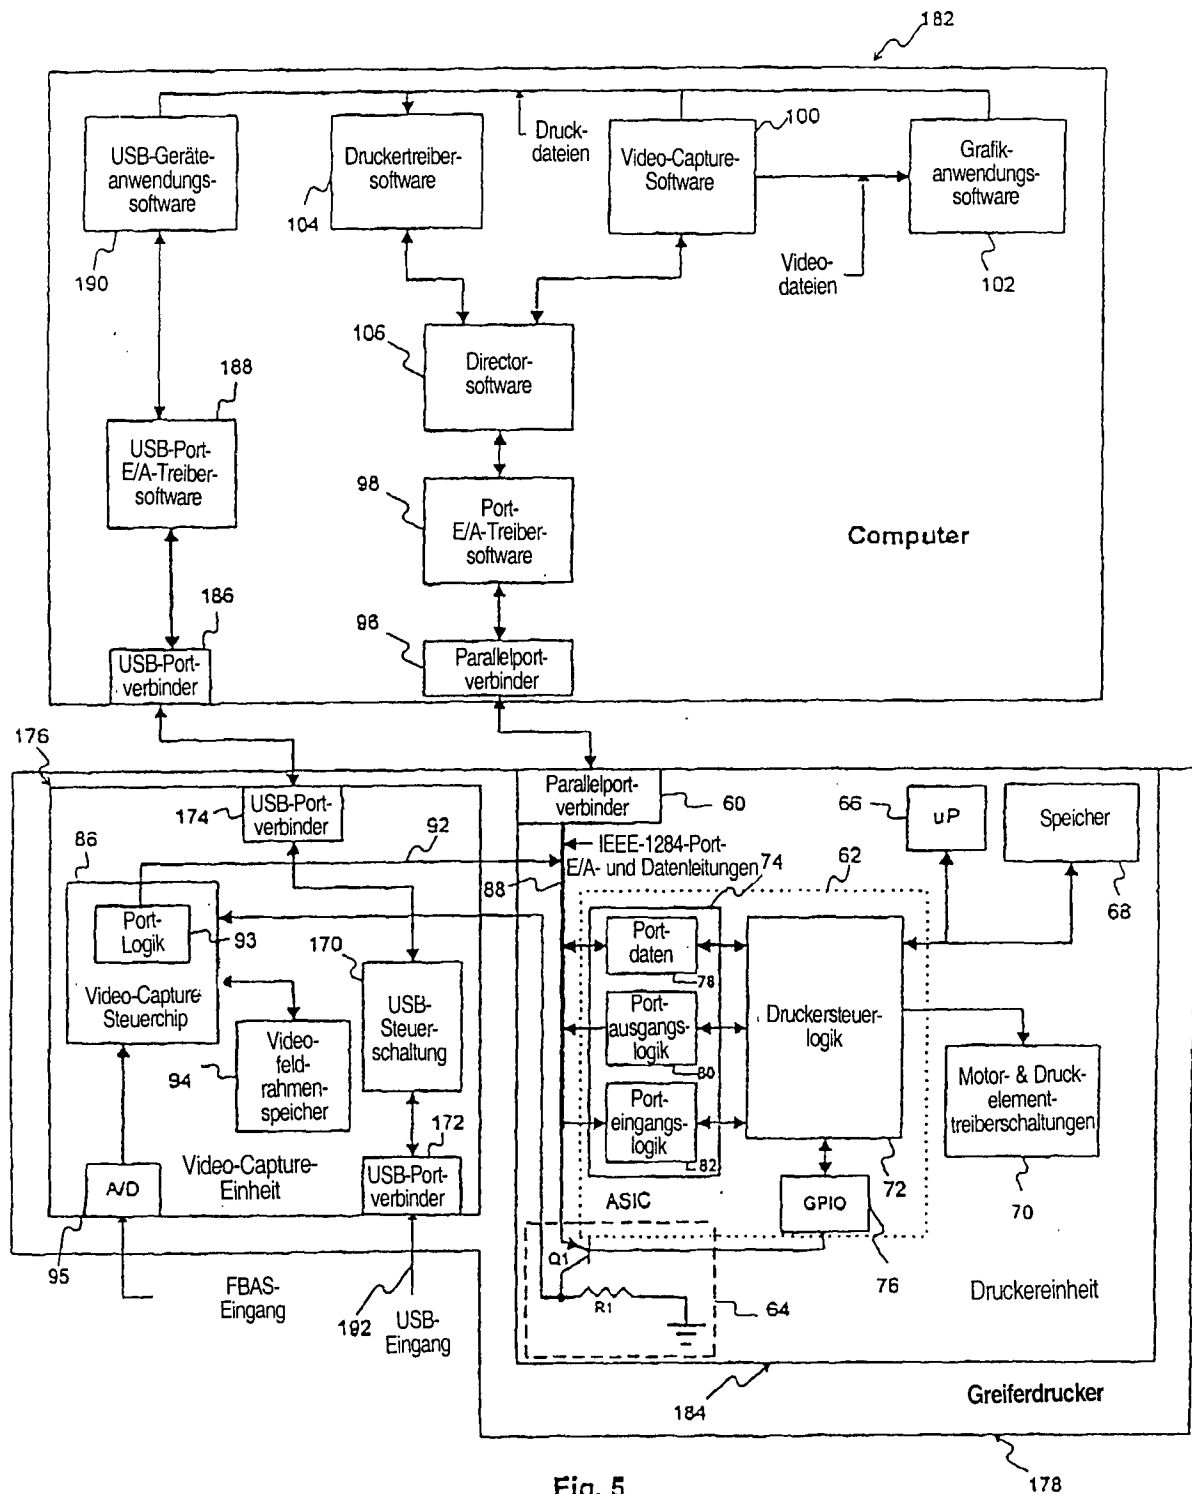 182
USB-Geräte-
anwendungs-
software
190
Druckertreiber-
software
104
Druck-
dateien
Video-Capture-
Software
100
Grafik-
anwendungs-
software
102
Video-
dateien
106
Director-
software
188
USB-Port-
E/A-Treiber-
software
98
Port-
E/A-Treiber-
software
Computer
186
USB-Port-
verbinder
96
Parallelport-
verbinder
176
174
USB-Port-
verbinder
92
86
Port-
Logik
93
Video-Capture-
Steuerchip
170
USB-
Steuer-
schaltung
94
Video-
feld-
rahmen-
speicher
172
USB-Port-
verbinder
A/D
Video-Capture-
Einheit
95
FBAS-
Eingang
192
USB-
Eingang
Parallelport-
verbinder
60
IEEE-1284-Port-
E/A- und Datenleitungen
88
74
62
66
uP
Speicher
68
Port-
daten
78
Port-
ausgangs-
logik
80
Port-
eingangs-
logik
82
Druckersteuer-
logik
72
Motor- & Druck-
element-
treiberschaltungen
70
ASIC
GPIO
76
Q1
R1
64
Druckereinheit
184
Greiferdrucker
178
Fig. 5